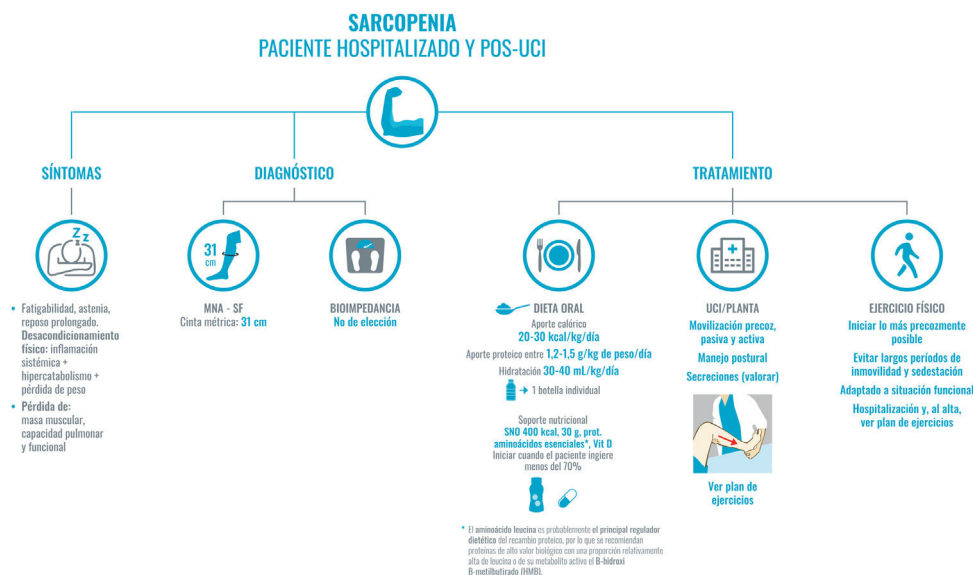 SARCOPENIA
PACIENTE HOSPITALIZADO Y POS-UCI
SÍNTOMAS
Z Z
• Fatigabilidad, astenia,
reposo prolongado.
Desacondicionamiento
físico: inflamación
sistémica +
hipercatabolismo +
pérdida de peso
• Pérdida de:
masa muscular,
capacidad pulmonar
y funcional
DIAGNÓSTICO
31
cm
MNA - SF
Cinta métrica: 31 cm
BIOIMPEDANCIA
No de elección
TRATAMIENTO
DIETA ORAL
Aporte calórico
20-30 kcal/kg/día
Aporte proteico entre 1,2-1,5 g/kg de peso/día
Hidratación 30-40 mL/kg/día
1 botella individual
Soporte nutricional
SNO 400 kcal, 30 g, prot.
aminoácidos esenciales*, Vit D
Iniciar cuando el paciente ingiere
menos del 70%
* El aminoácido leucina es probablemente el principal regulador
dietético del recambio proteico, por lo que se recomiendan
proteínas de alto valor biológico con una proporción relativamente
alta de leucina o de su metabolito activo el B-hidroxi
B-metilbutirado (HMB).
UCI/PLANTA
Movilización precoz,
pasiva y activa
Manejo postural
Secreciones (valorar)
Ver plan de
ejercicios
EJERCICIO FÍSICO
Iniciar lo más precozmente
posible
Evitar largos períodos de
inmovilidad y sedestación
Adaptado a situación funcional
Hospitalización y, al alta,
ver plan de ejercicios